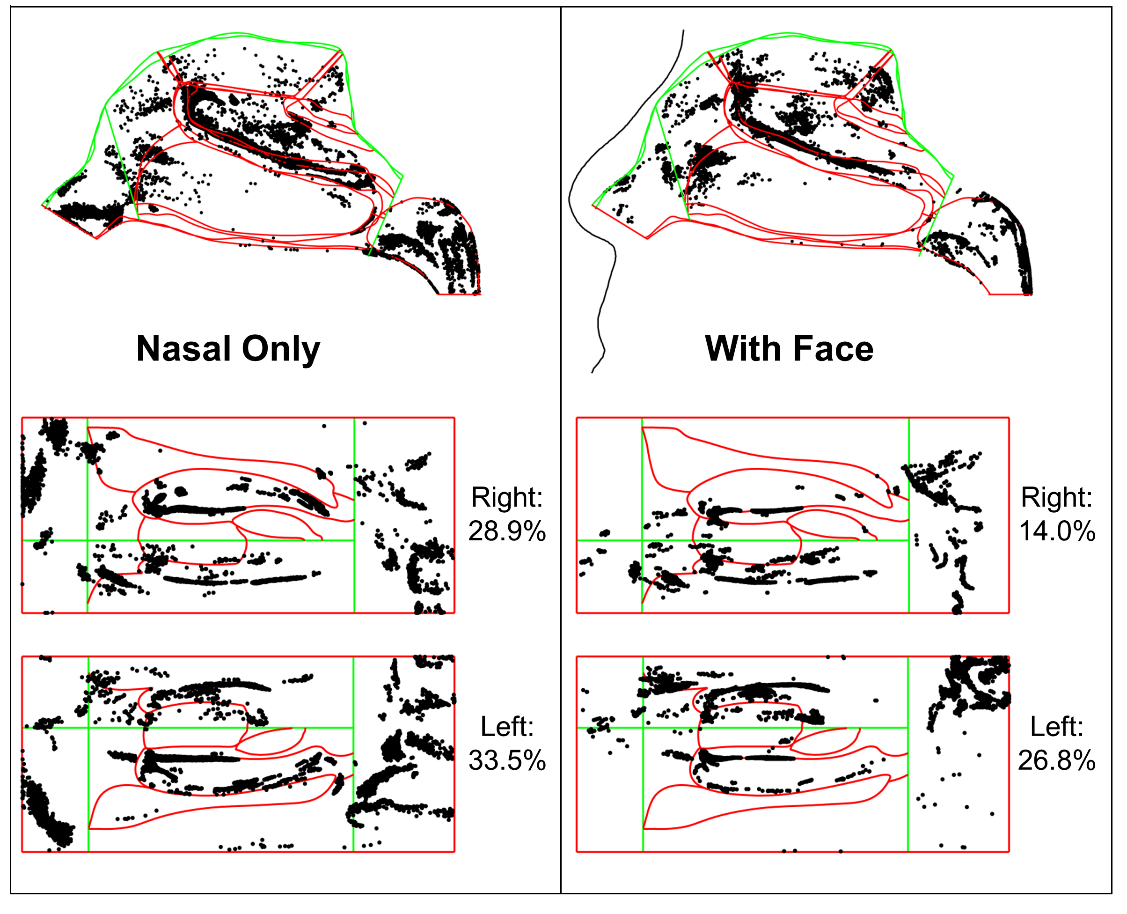 Nasal Only
With Face
Right:
28.9%
Right:
14.0%
Left:
33.5%
Left:
26.8%